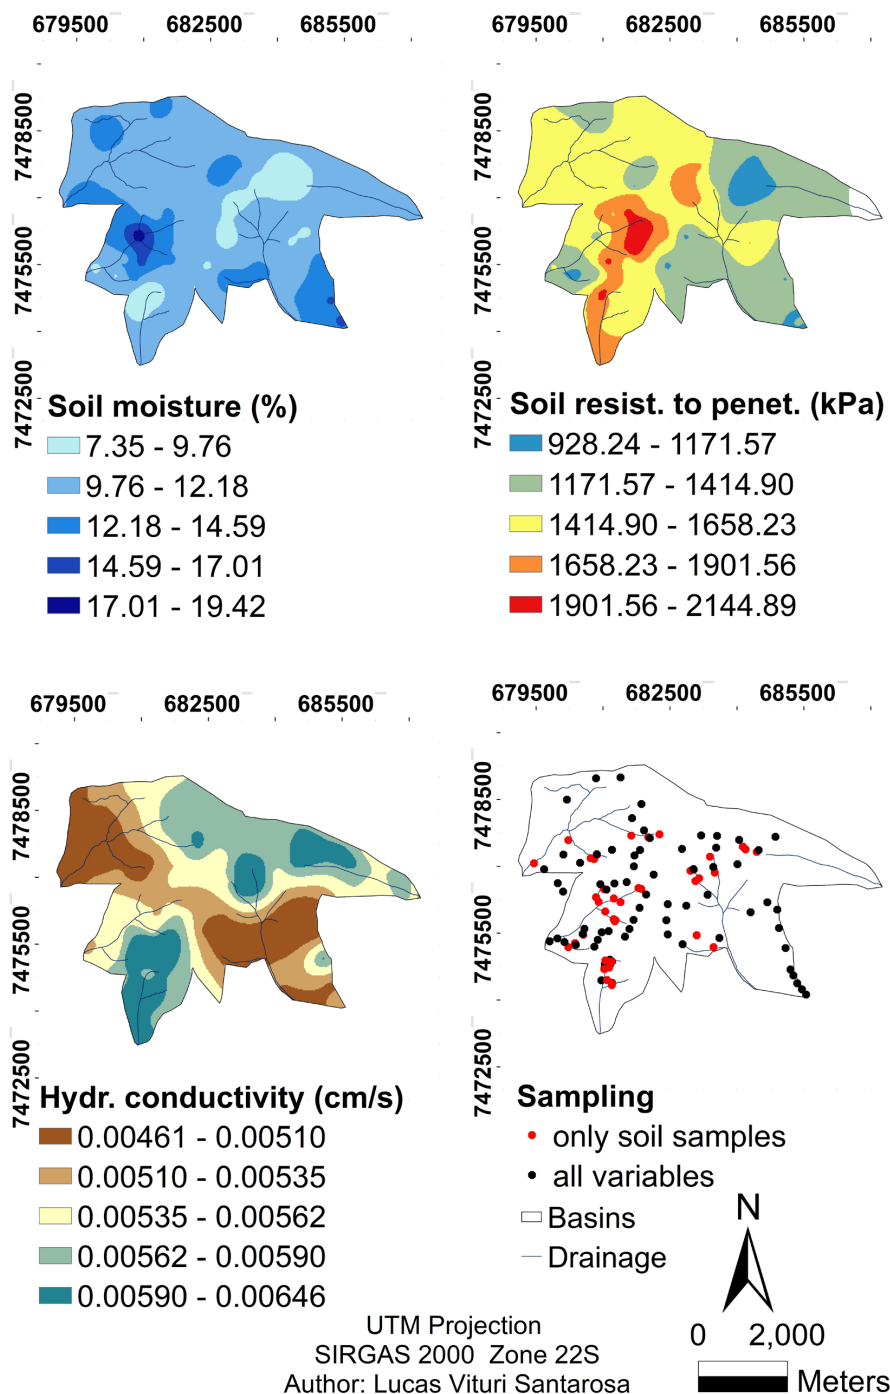 679500 682500 685500
679500 682500 685500
7478500
7475500
7472500
7478500
7475500
7472500
Soil moisture (%)
7.35 - 9.76
9.76 - 12.18
12.18 - 14.59
14.59 - 17.01
17.01 - 19.42
Soil resist. to penet. (kPa)
928.24 - 1171.57
1171.57 - 1414.90
1414.90 - 1658.23
1658.23 - 1901.56
1901.56 - 2144.89
679500 682500 685500
679500 682500 685500
7478500
7475500
7472500
7478500
7475500
7472500
Hydr. conductivity (cm/s)
0.00461 - 0.00510
0.00510 - 0.00535
0.00535 - 0.00562
0.00562 - 0.00590
0.00590 - 0.00646
Sampling
only soil samples
all variables
Basins
Drainage
N
0 2,000
Meters
UTM Projection
SIRGAS 2000 Zone 22S
Author: Lucas Vituri Santarosa